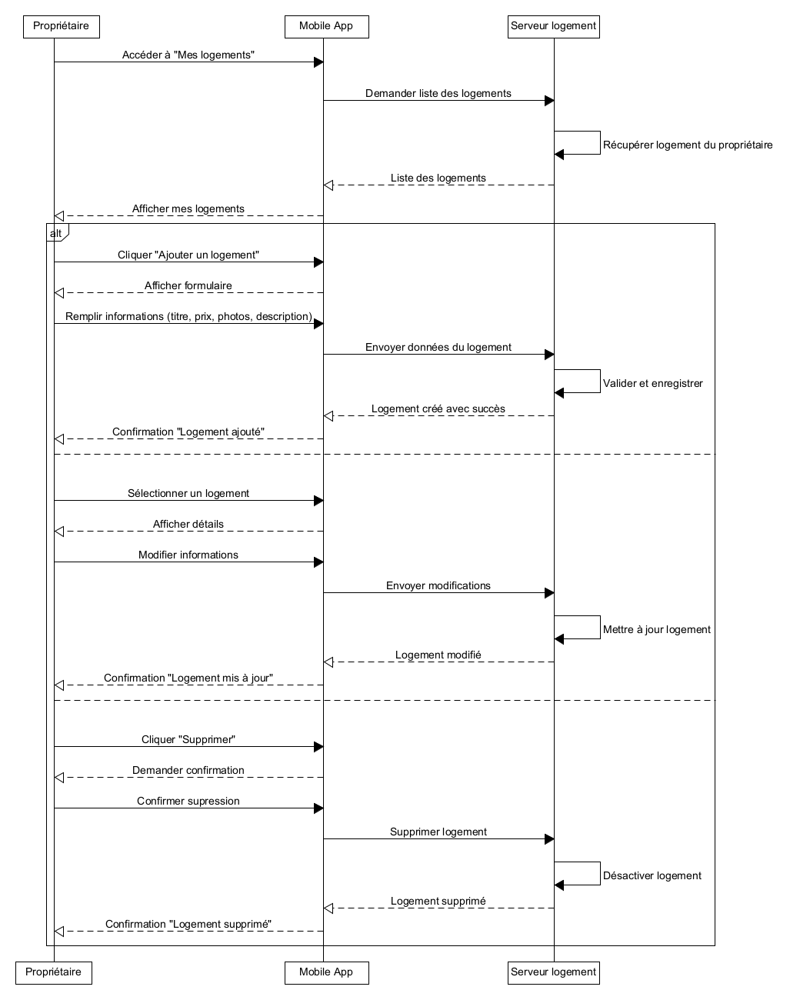 Propriétaire
Mobile App
Serveur logement
Accéder à "Mes logements"
Demander liste des logements
Récupérer logement du propriétaire
Liste des logements
Afficher mes logements
alt
Cliquer "Ajouter un logement"
Afficher formulaire
Remplir informations (titre, prix, photos, description)
Envoyer données du logement
Valider et enregistrer
Logement créé avec succès
Confirmation "Logement ajouté"
Sélectionner un logement
Afficher détails
Modifier informations
Envoyer modifications
Mettre à jour logement
Logement modifié
Confirmation "Logement mis à jour"
Cliquer "Supprimer"
Demander confirmation
Confirmer supression
Supprimer logement
Désactiver logement
Logement supprimé
Confirmation "Logement supprimé"
Propriétaire
Mobile App
Serveur logement